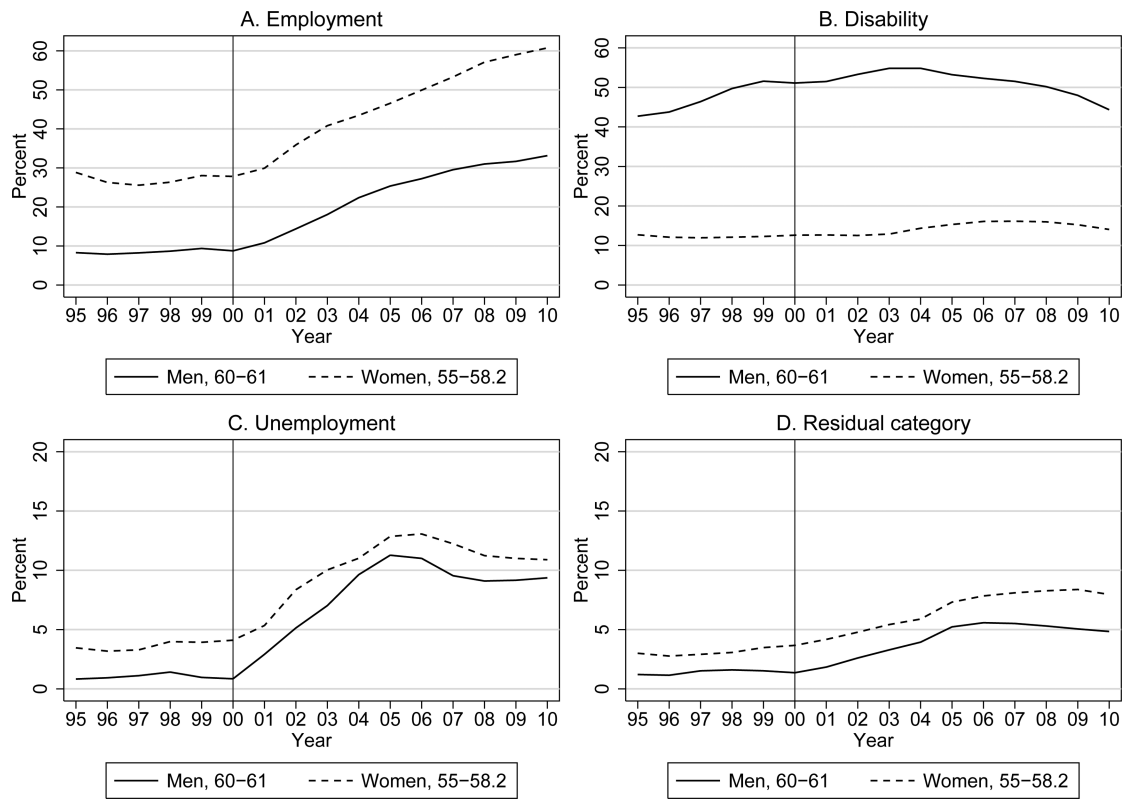 A. Employment
Percent
60
50
40
30
20
10
0
95 96 97 98 99 00 01 02 03 04 05 06 07 08 09 10
Year
Men, 60−61 Women, 55−58.2
B. Disability
Percent
60
50
40
30
20
10
0
95 96 97 98 99 00 01 02 03 04 05 06 07 08 09 10
Year
Men, 60−61 Women, 55−58.2
C. Unemployment
Percent
20
15
10
5
0
95 96 97 98 99 00 01 02 03 04 05 06 07 08 09 10
Year
Men, 60−61 Women, 55−58.2
D. Residual category
Percent
20
15
10
5
0
95 96 97 98 99 00 01 02 03 04 05 06 07 08 09 10
Year
Men, 60−61 Women, 55−58.2